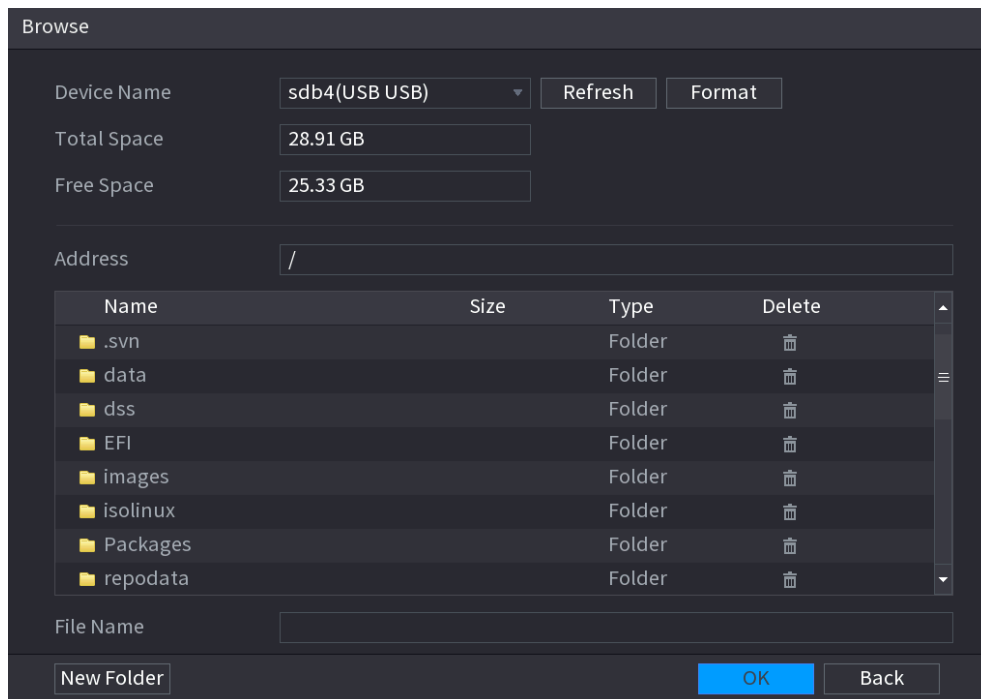 Browse
Device Name sdb4(USB USB) Refresh Format
Total Space 28.91 GB
Free Space 25.33 GB
Address /
Name Size Type Delete
.svn Folder
data Folder
dss Folder
EFI Folder
images Folder
isolinux Folder
Packages Folder
repodata Folder
File Name
New Folder OK Back